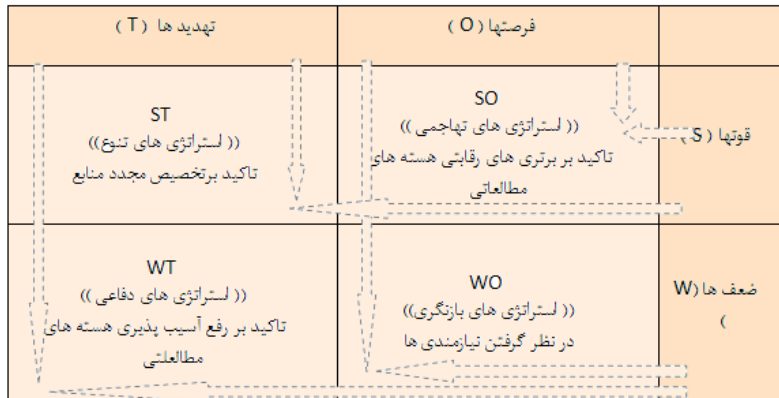 فرصتها ( O )
تهدید ها ( T )
قوتها ( S )
SO
(( استراتژی های تهاجمی ))
تاکید بر برتری های رقابتی هسته های
مطالعاتی
ST
(( استراتژی های تنوع))
تاکید برتخصیص مجدد منابع
ضعف ها (W
)
WO
(( استراتژی های بازنگری))
در نظر گرفتن نیازمندی ها
WT
(( استراتژی های دفاعی ))
تاکید بر رفع آسیب پذیری هسته های
مطالعلتی